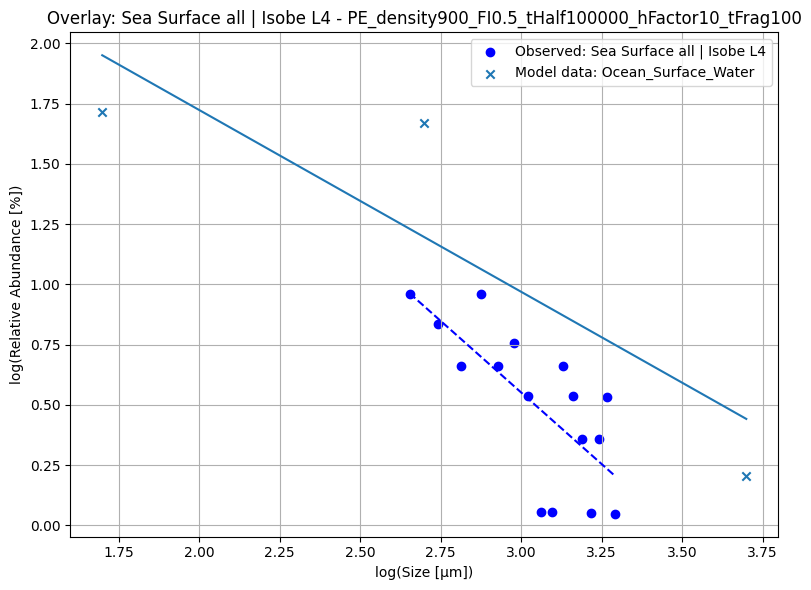 Overlay: Sea Surface all | Isobe L4 - PE_density900_FI0.5_tHalf100000_hFactor10_tFrag100
Observed: Sea Surface all | Isobe L4
Model data: Ocean_Surface_Water
log(Relative Abundance [%])
2.00
1.75
1.50
1.25
1.00
0.75
0.50
0.25
0.00
1.75 2.00 2.25 2.50 2.75 3.00 3.25 3.50 3.75
log(Size [µm])